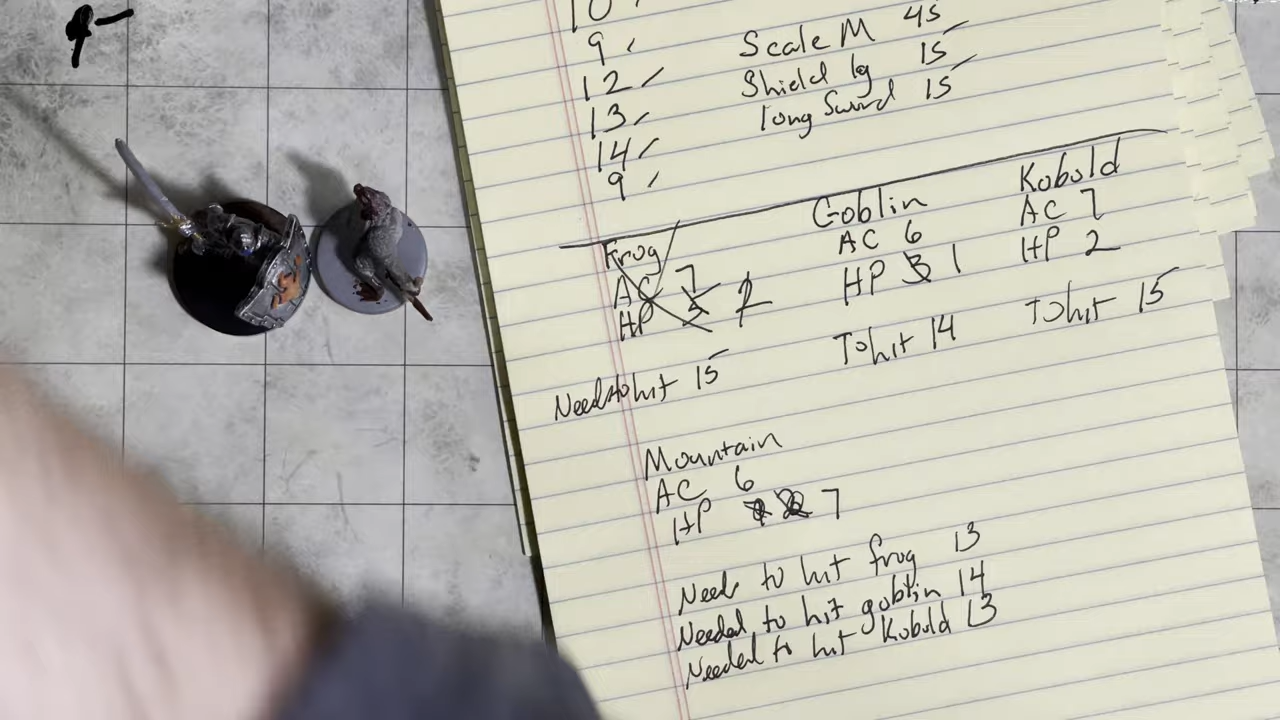 10
9
12
13
14
9
Scale M 45
Shield lg 15
long Sword 15
Frog
AC 7
HP 2
Goblin
AC 6
HP 3 1
Kobold
AC 7
HP 2
Need to hit 15
To hit 14
To hit 15
Mountain
AC 6
HP 7
Need to hit frog 13
Needed to hit goblin 14
Needed to hit Kobold 13